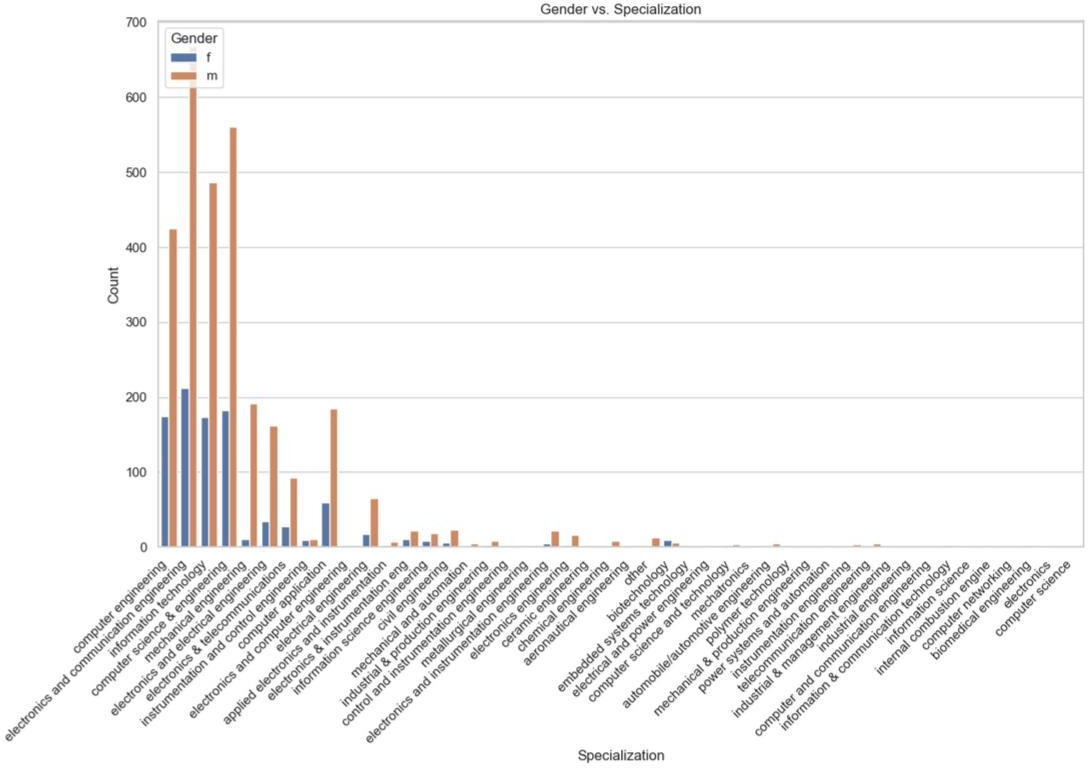 Gender vs. Specialization
Gender
f
m
700
600
500
400
300
200
100
0
Count
computer engineering
electronics and communication engineering
information technology
computer science & engineering
mechanical engineering
electronics and electrical engineering
electronics & telecommunications
instrumentation and control engineering
computer application
electronics and computer engineering
electrical engineering
applied electronics and instrumentation
electronics & instrumentation eng
information science engineering
civil engineering
mechanical and automation
industrial & production engineering
control and instrumentation engineering
metallurgical engineering
electronics and instrumentation engineering
electronics engineering
ceramic engineering
chemical engineering
aeronautical engineering
other
biotechnology
embedded systems technology
electrical and power engineering
computer science and technology
mechatronics
automobile/automotive engineering
polymer technology
mechanical & production engineering
power systems and automation
instrumentation engineering
telecommunication engineering
industrial & management engineering
industrial engineering
computer and communication engineering
information & communication technology
information science
internal combustion engine
computer networking
biomedical engineering
electronics
computer science
Specialization